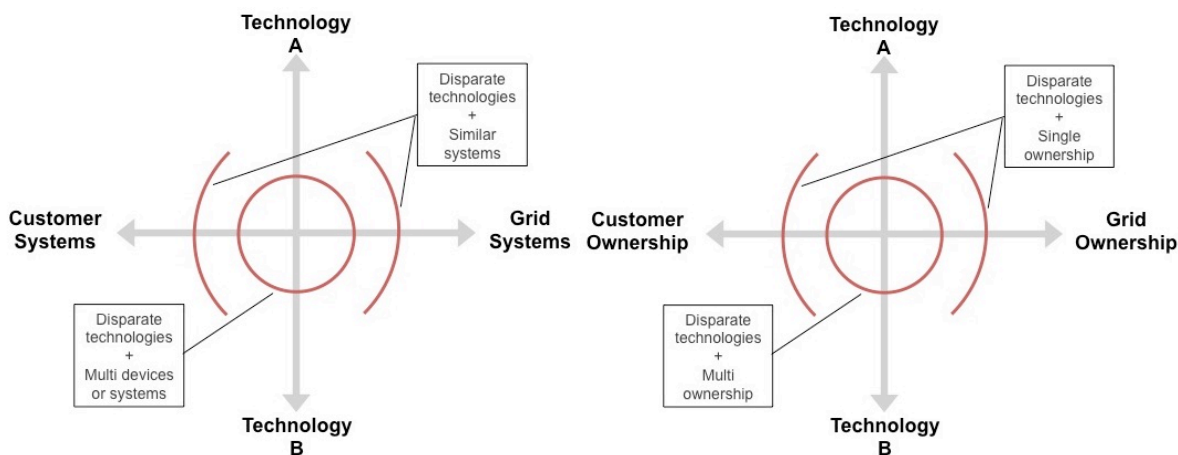 Technology
A
Disparate
technologies
+
Similar
systems
Customer
Systems
Grid
Systems
Disparate
technologies
+
Multi devices
or systems
Technology
B
Technology
A
Disparate
technologies
+
Single
ownership
Customer
Ownership
Grid
Ownership
Disparate
technologies
+
Multi
ownership
Technology
B